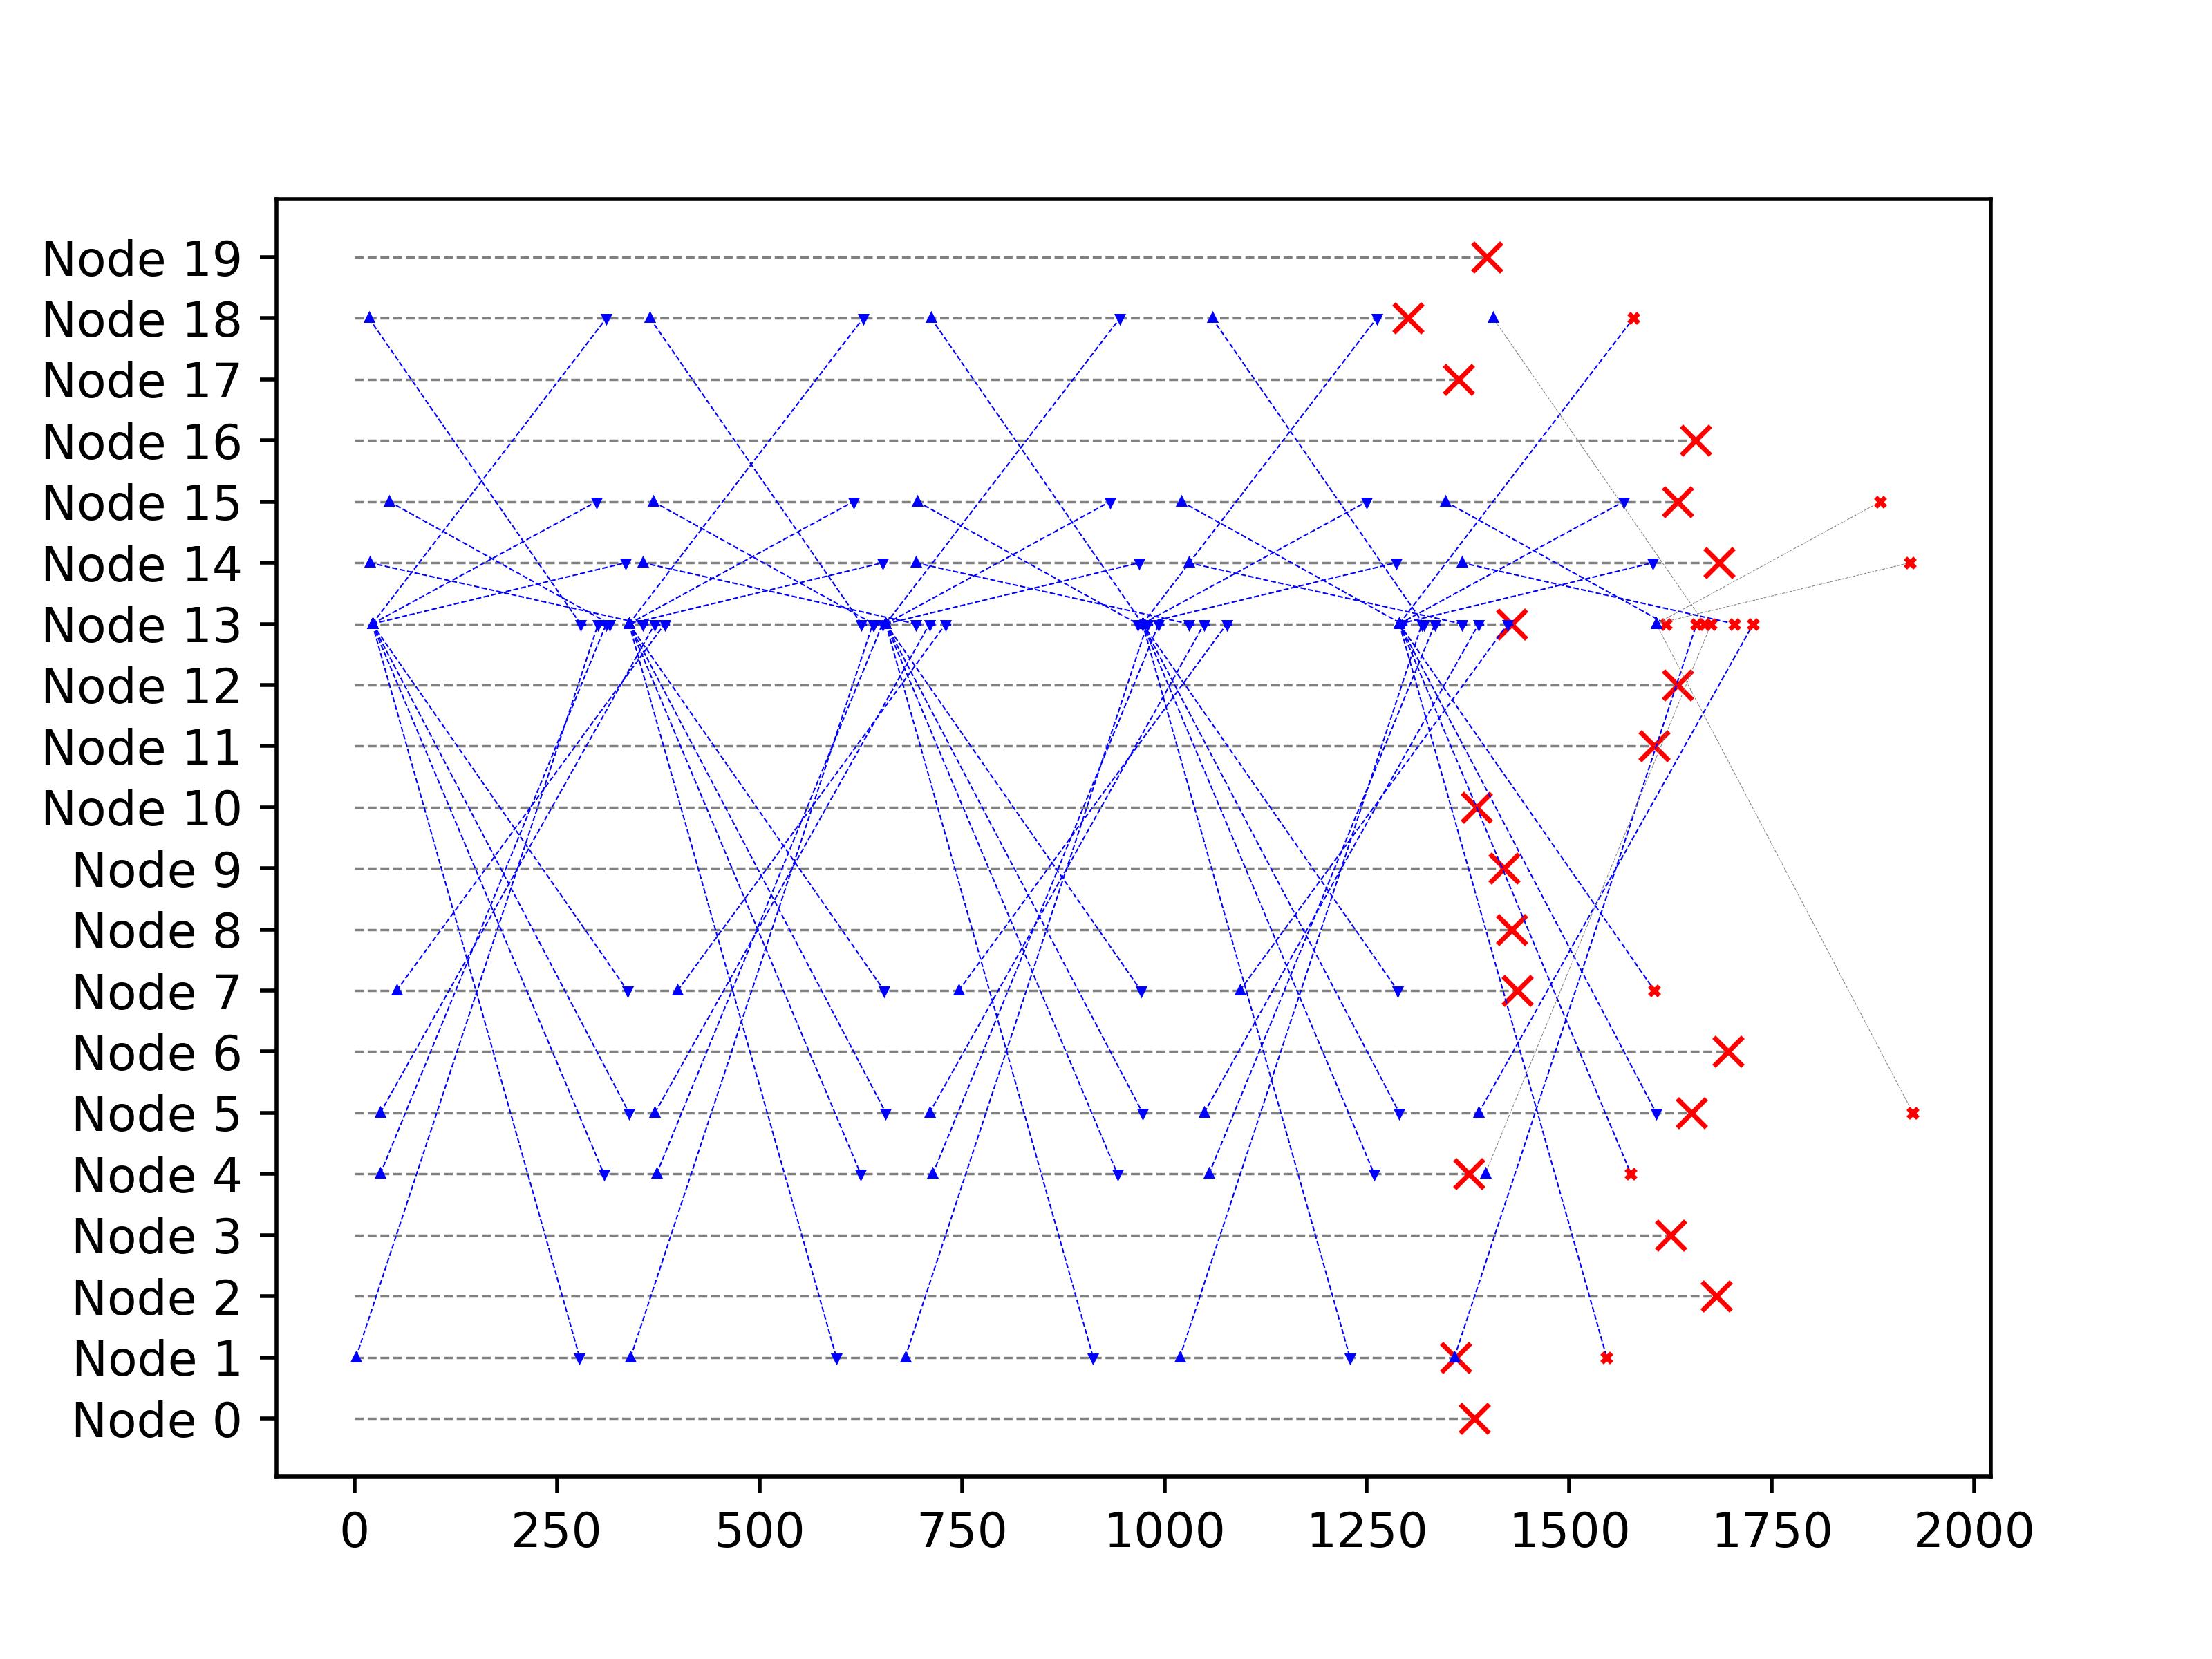 Node 19
Node 18
Node 17
Node 16
Node 15
Node 14
Node 13
Node 12
Node 11
Node 10
Node 9
Node 8
Node 7
Node 6
Node 5
Node 4
Node 3
Node 2
Node 1
Node 0
0 250 500 750 1000 1250 1500 1750 2000